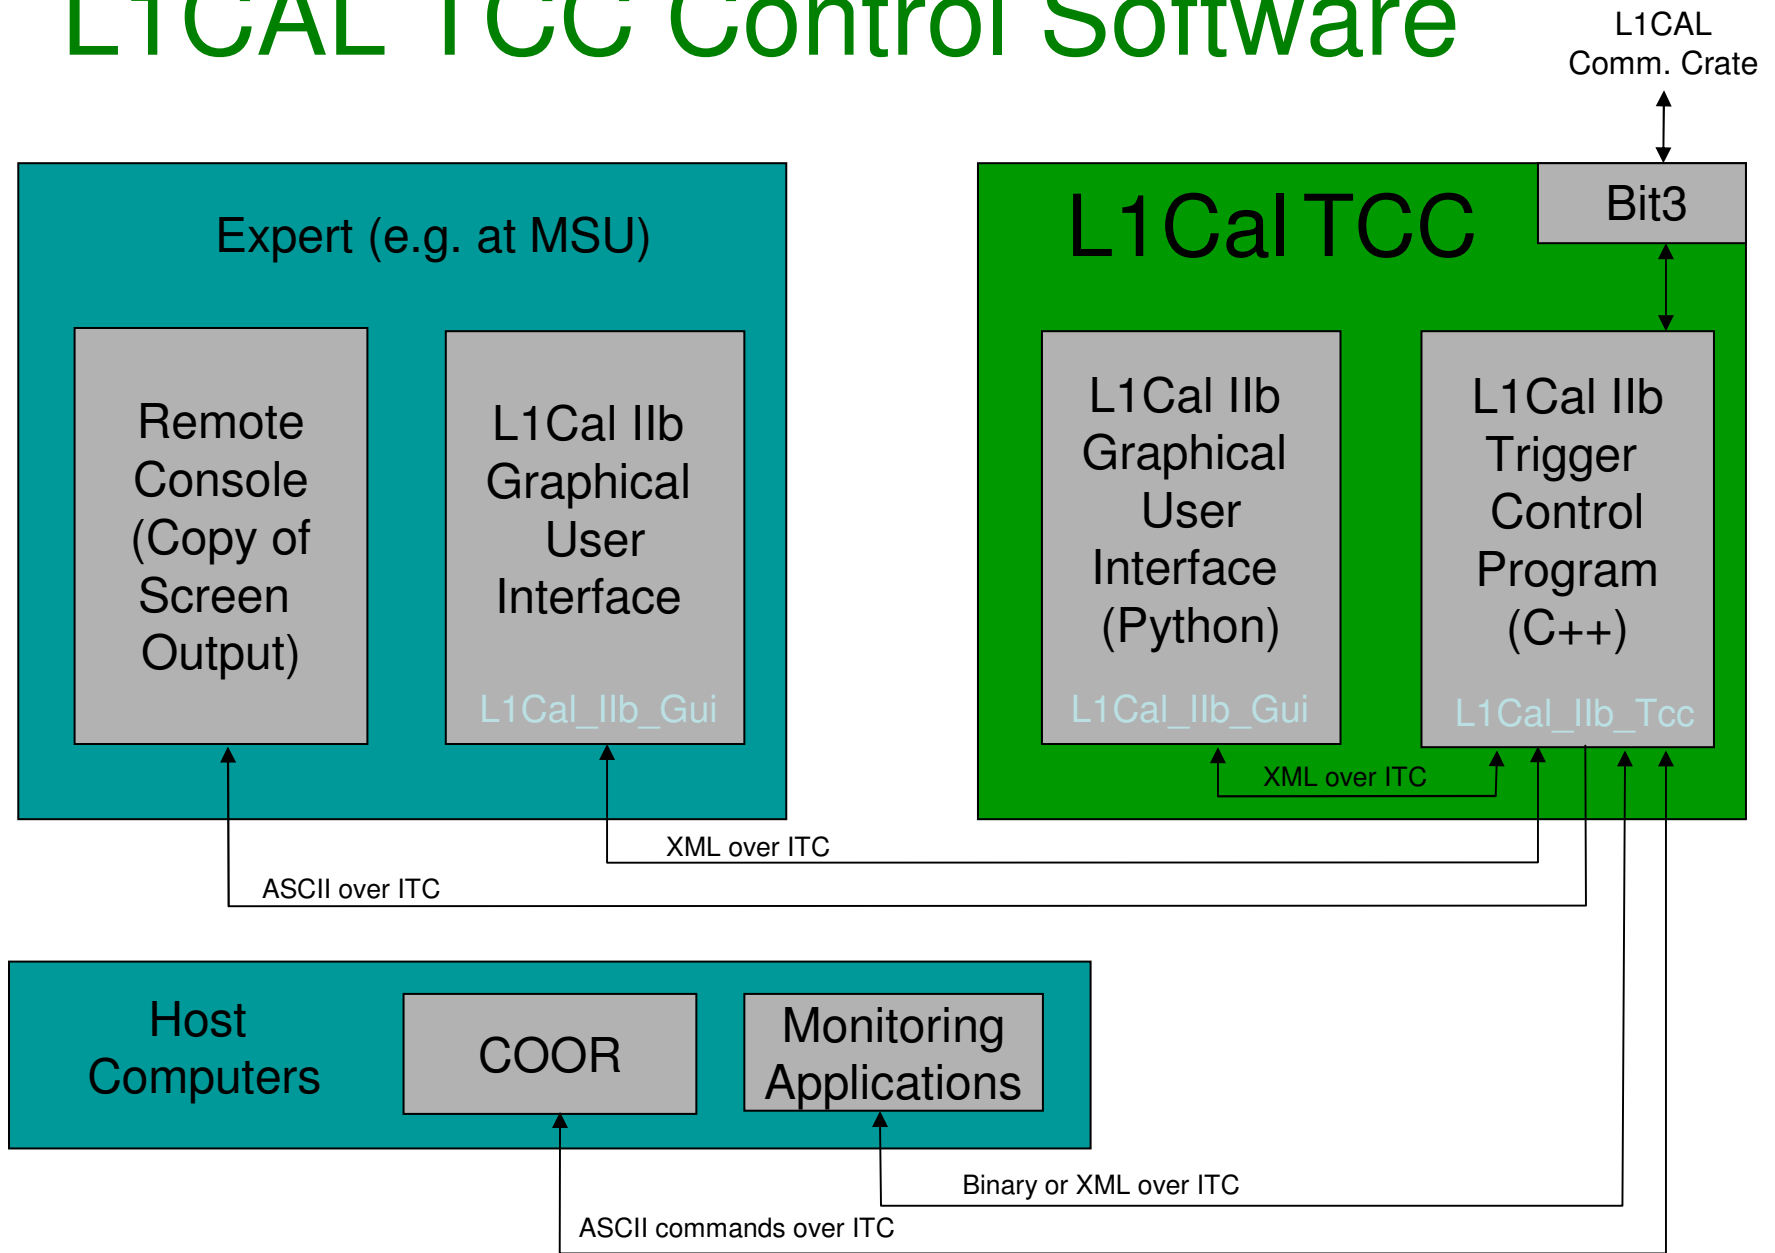 L1CAL TCC Control Software
L1CAL
Comm. Crate
Expert (e.g. at MSU)
Remote
Console
(Copy of
Screen
Output)
L1Cal IIb
Graphical
User
Interface
L1Cal_IIb_Gui
L1Cal TCC
Bit3
L1Cal IIb
Graphical
User
Interface
(Python)
L1Cal_IIb_Gui
L1Cal IIb
Trigger
Control
Program
(C++)
L1Cal_IIb_Tcc
XML over ITC
XML over ITC
ASCII over ITC
Host
Computers
COOR
Monitoring
Applications
Binary or XML over ITC
ASCII commands over ITC